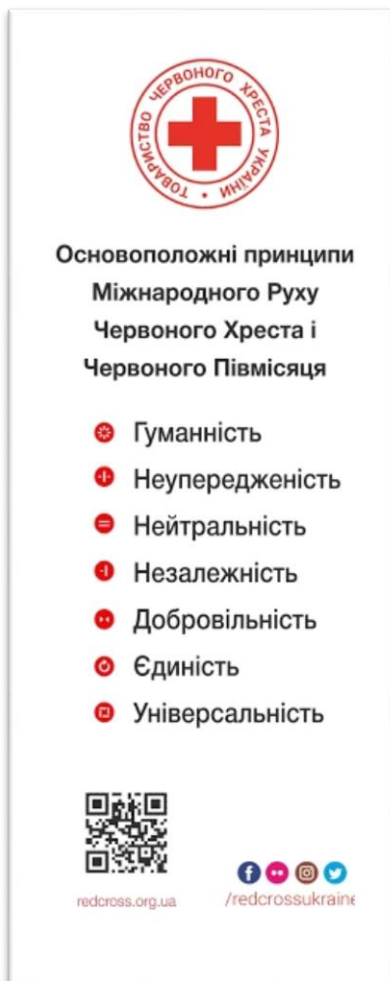 ТОВАРИСТВО ЧЕРВОНОГО ХРЕСТА УКРАЇНИ •
Основоположні принципи
Міжнародного Руху
Червоного Хреста і
Червоного Півмісяця
Гуманність
Неупередженість
Нейтральність
Незалежність
Добровільність
Єдиність
Універсальність
redcross.org.ua
/redcrossukraine